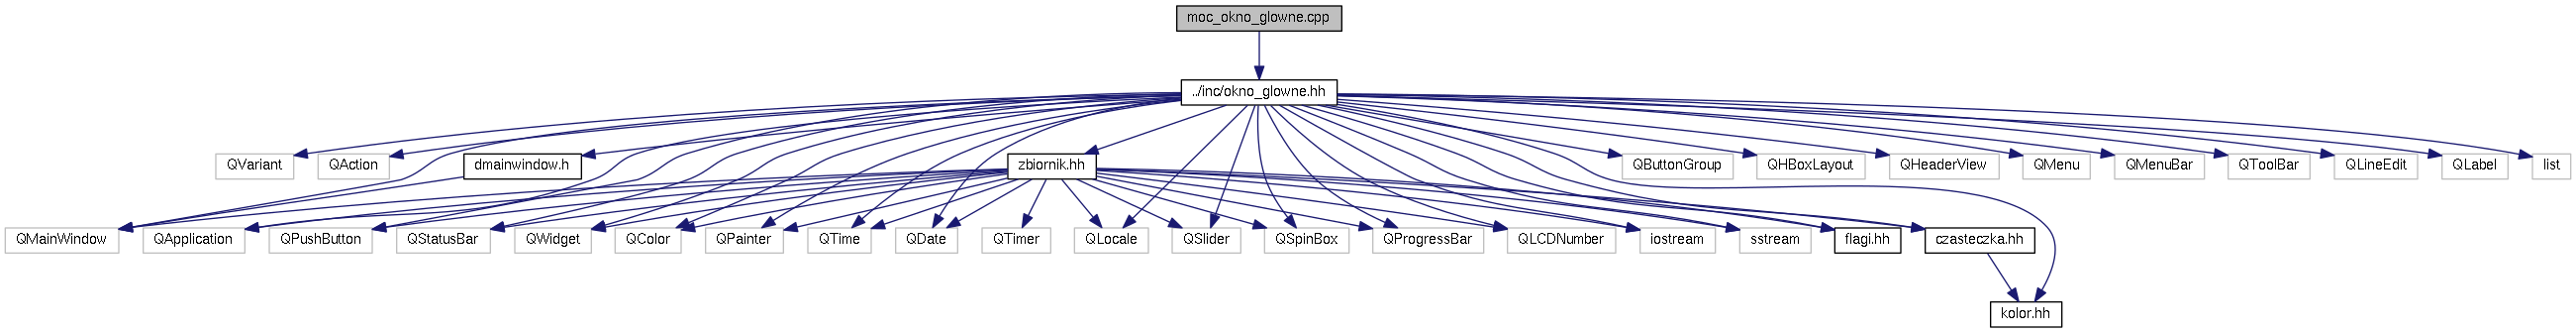 moc_okno_glowne.cpp
../inc/okno_glowne.hh
QVariant
QAction
dmainwindow.h
zbiornik.hh
QButtonGroup
QHBoxLayout
QHeaderView
QMenu
QMenuBar
QToolBar
QLineEdit
QLabel
list
QMainWindow
QApplication
QPushButton
QStatusBar
QWidget
QColor
QPainter
QTime
QDate
QTimer
QLocale
QSlider
QSpinBox
QProgressBar
QLCDNumber
iostream
sstream
flagi.hh
czasteczka.hh
kolor.hh